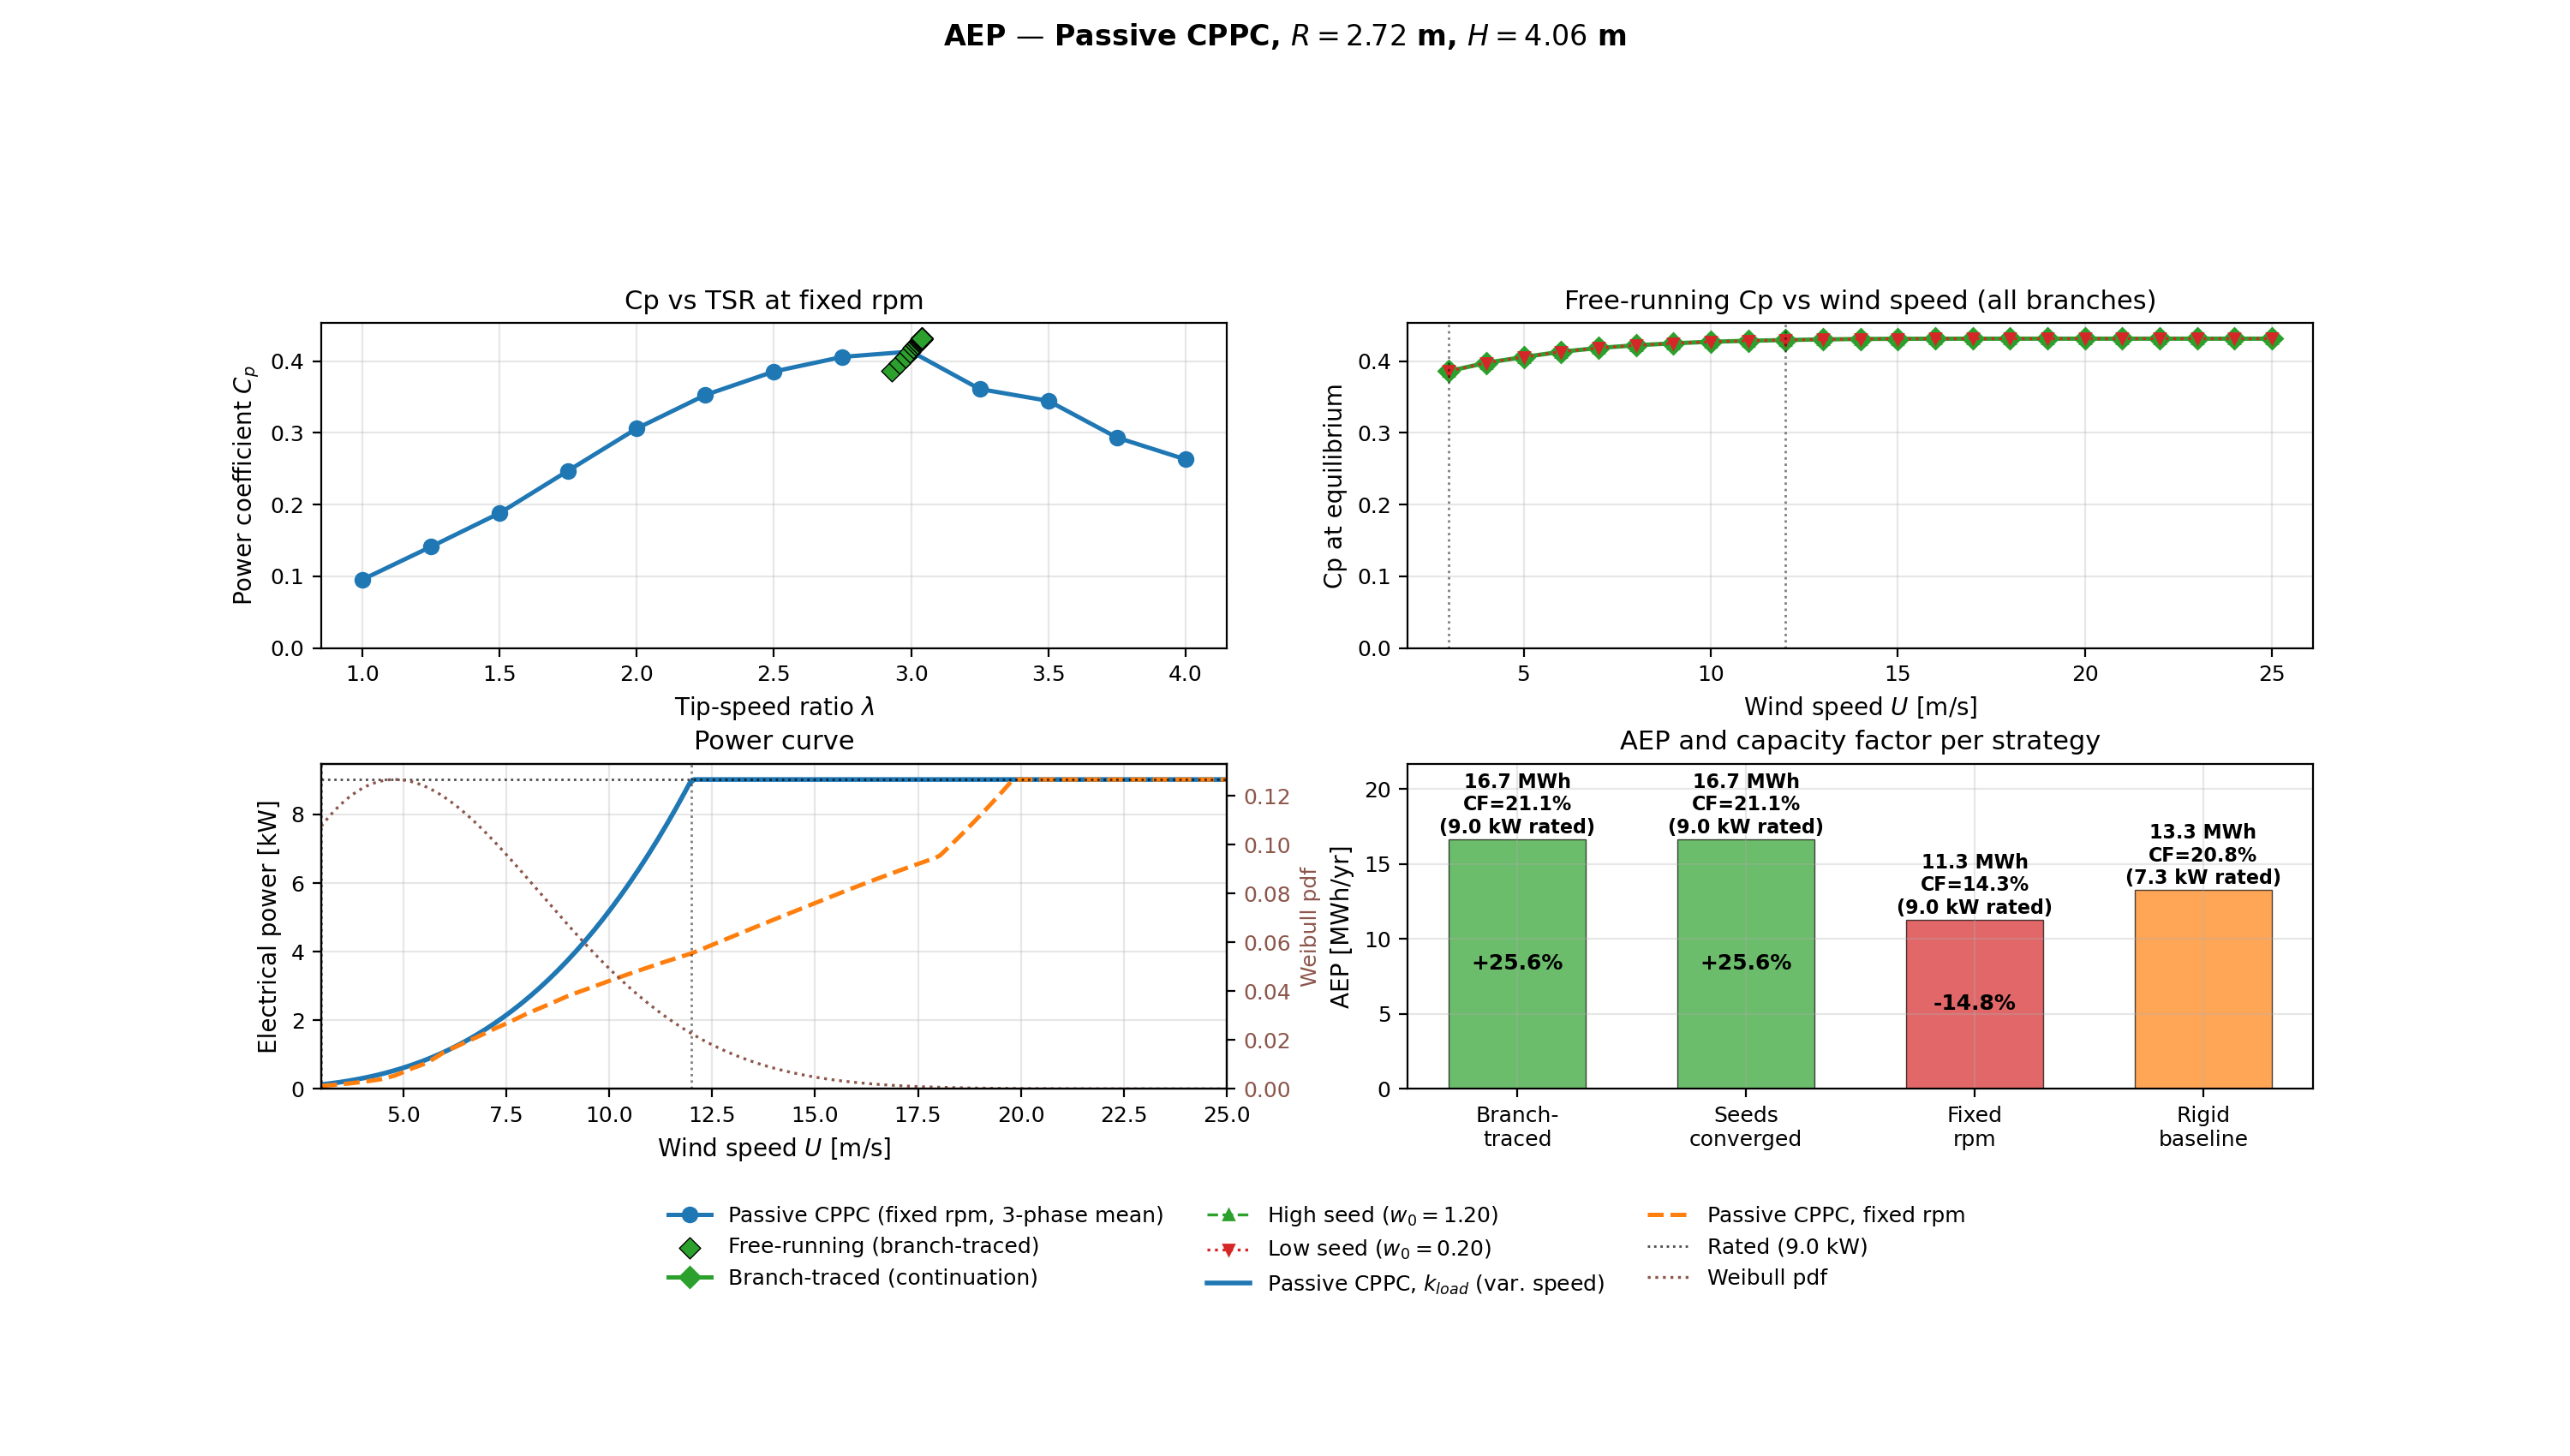 AEP — Passive CPPC, R = 2.72 m, H = 4.06 m
Cp vs TSR at fixed rpm
Power coefficient Cp
0.4
0.3
0.2
0.1
0.0
1.0 1.5 2.0 2.5 3.0 3.5 4.0
Tip-speed ratio λ
Free-running Cp vs wind speed (all branches)
Cp at equilibrium
0.4
0.3
0.2
0.1
0.0
5 10 15 20 25
Wind speed U [m/s]
Power curve
Electrical power [kW]
8
6
4
2
0
0.12
0.10
0.08
0.06
0.04
0.02
0.00
Weibull pdf
5.0 7.5 10.0 12.5 15.0 17.5 20.0 22.5 25.0
Wind speed U [m/s]
AEP and capacity factor per strategy
AEP [MWh/yr]
20
15
10
5
0
16.7 MWh
CF=21.1%
(9.0 kW rated)
+25.6%
16.7 MWh
CF=21.1%
(9.0 kW rated)
+25.6%
11.3 MWh
CF=14.3%
(9.0 kW rated)
-14.8%
13.3 MWh
CF=20.8%
(7.3 kW rated)
Branch-
traced
Seeds
converged
Fixed
rpm
Rigid
baseline
Passive CPPC (fixed rpm, 3-phase mean)
Free-running (branch-traced)
Branch-traced (continuation)
High seed (w0 = 1.20)
Low seed (w0 = 0.20)
Passive CPPC, kload (var. speed)
Passive CPPC, fixed rpm
Rated (9.0 kW)
Weibull pdf